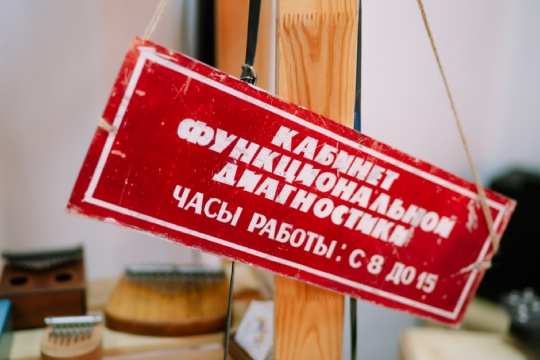 КАБИНЕТ
ФУНКЦИОНАЛЬНОЙ
ДИАГНОСТИКИ
ЧАСЫ РАБОТЫ: С 8 ДО 15